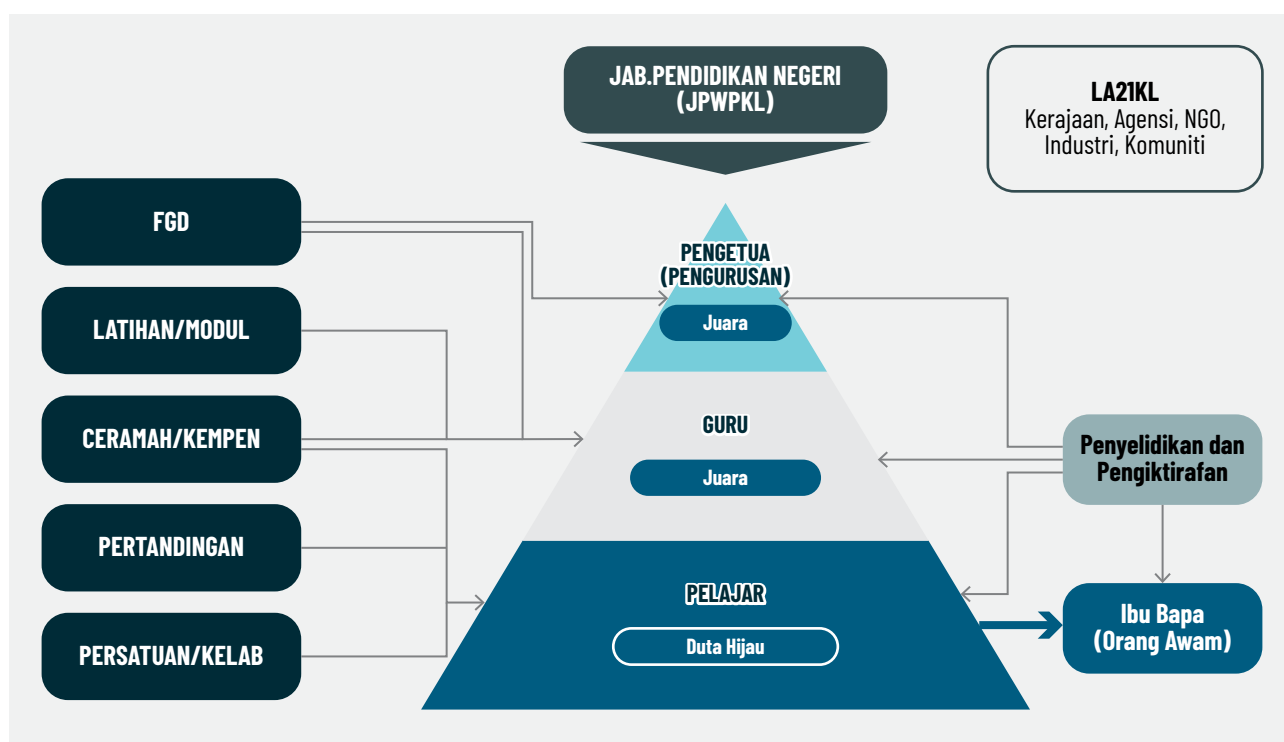 JAB.PENDIDIKAN NEGERI
(JPWPKL)
LA21KL
Kerajaan, Agensi, NGO,
Industri, Komuniti
FGD
LATIHAN/MODUL
CERAMAH/KEMPEN
PERTANDINGAN
PERSATUAN/KELAB
PENGETUA
(PENGURUSAN)
Juara
GURU
Juara
PELAJAR
Duta Hijau
Penyelidikan dan
Pengiktirafan
Ibu Bapa
(Orang Awam)